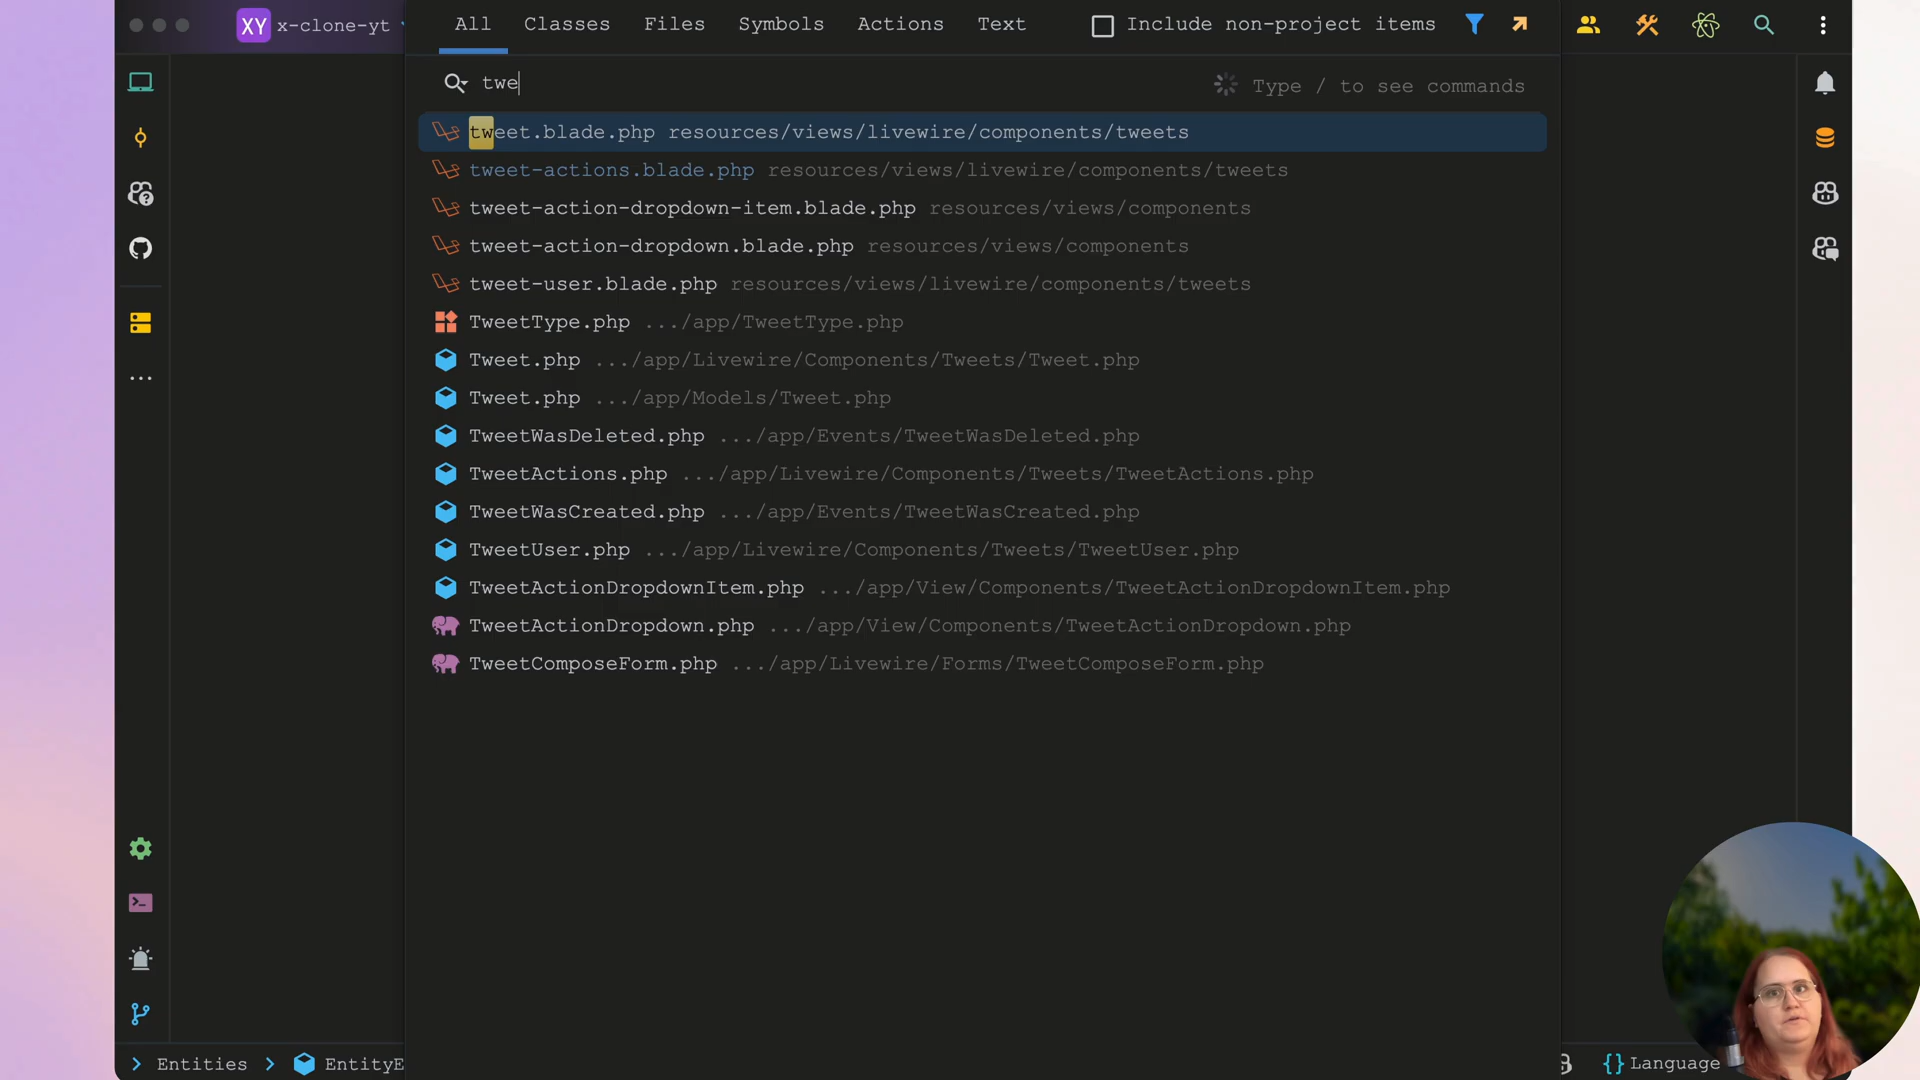 XY x-clone-yt
All Classes Files Symbols Actions Text Include non-project items
twe Type / to see commands
tweet.blade.php resources/views/livewire/components/tweets
tweet-actions.blade.php resources/views/livewire/components/tweets
tweet-action-dropdown-item.blade.php resources/views/components
tweet-action-dropdown.blade.php resources/views/components
tweet-user.blade.php resources/views/livewire/components/tweets
TweetType.php .../app/TweetType.php
Tweet.php .../app/Livewire/Components/Tweets/Tweet.php
Tweet.php .../app/Models/Tweet.php
TweetWasDeleted.php .../app/Events/TweetWasDeleted.php
TweetActions.php .../app/Livewire/Components/Tweets/TweetActions.php
TweetWasCreated.php .../app/Events/TweetWasCreated.php
TweetUser.php .../app/Livewire/Components/Tweets/TweetUser.php
TweetActionDropdownItem.php .../app/View/Components/TweetActionDropdownItem.php
TweetActionDropdown.php .../app/View/Components/TweetActionDropdown.php
TweetComposeForm.php .../app/Livewire/Forms/TweetComposeForm.php
Entities EntityE {} Language